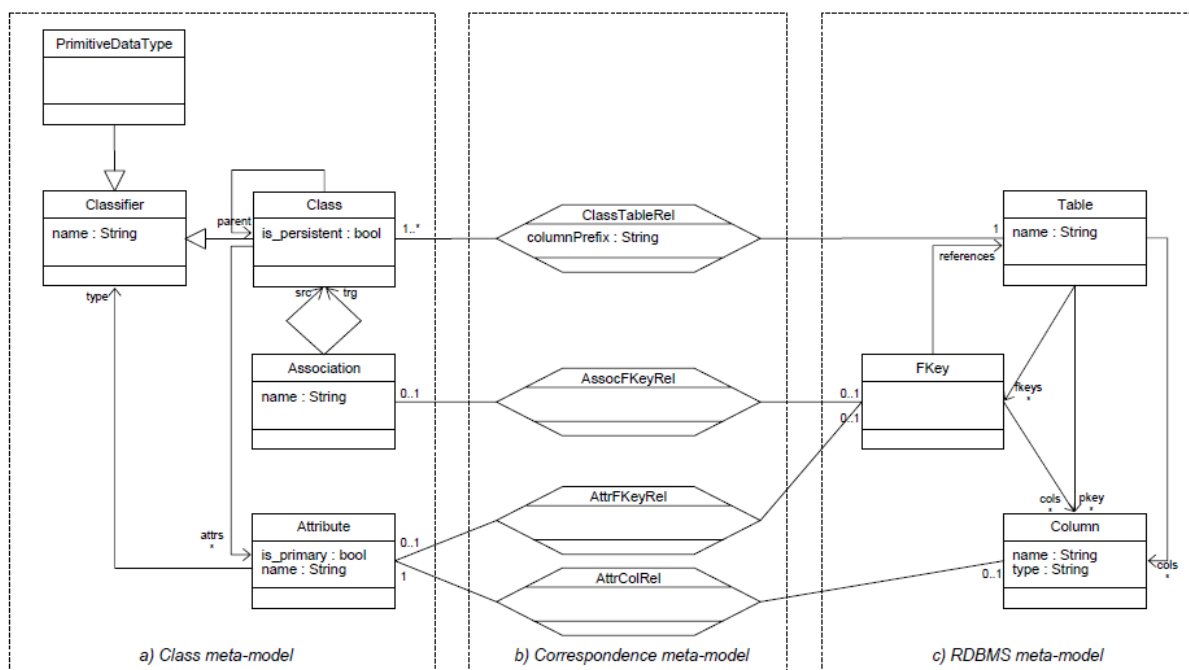 PrimitiveDataType
Classifier
name : String
parent
Class
is_persistent : bool
1..*
ClassTableRel
columnPrefix : String
1
Table
name : String
references
type
src
trg
Association
name : String
0..1
AssocFKeyRel
0..1
0..1
FKey
fkeys
*
AttrFKeyRel
cols
*
pkey
*
attrs
*
Attribute
is_primary : bool
name : String
0..1
1
AttrColRel
0..1
Column
name : String
type : String
cols
*
a) Class meta-model
b) Correspondence meta-model
c) RDBMS meta-model